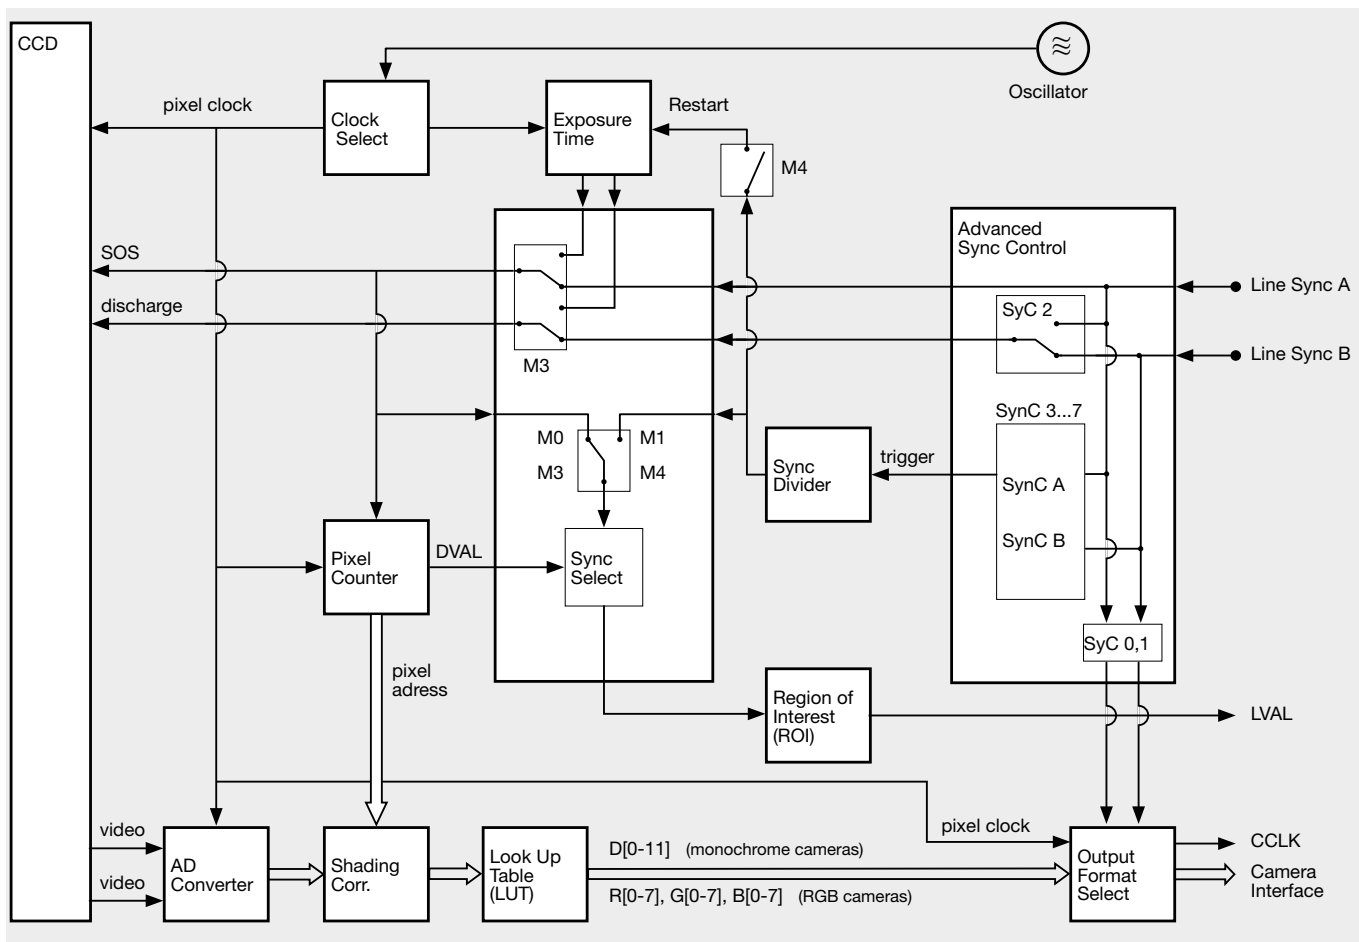 CCD
Oscillator
pixel clock
Clock
Select
Exposure
Time
Restart
M4
Advanced
Sync Control
SOS
Line Sync A
discharge
SyC 2
Line Sync B
M3
SynC 3...7
M0
M1
M3
M4
Sync
Divider
trigger
SynC A
SynC B
Pixel
Counter
DVAL
Sync
Select
SyC 0,1
pixel
adress
Region of
Interest
(ROI)
LVAL
video
AD
Converter
video
Shading
Corr.
Look Up
Table
(LUT)
D[0-11] (monochrome cameras)
R[0-7], G[0-7], B[0-7] (RGB cameras)
pixel clock
Output
Format
Select
CCLK
Camera
Interface